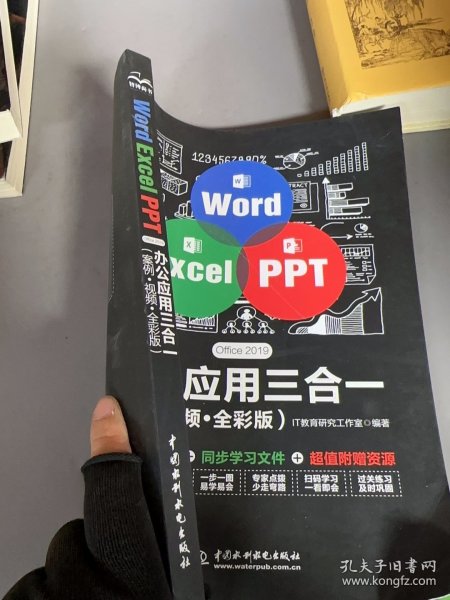 Word Excel PPT
办公应用三合一
(案例·视频·全彩版)
中国水利水电出版社
1234567890%
W
Word
X
xcel
P
PPT
Office 2019
应用三合一
频·全彩版)
IT教育研究工作室 编著
+ 同步学习文件 + 超值附赠资源
一步一图
易学易会
专家点拨
少走弯路
扫码学习
一看即会
过关练习
及时巩固
中国水利水电出版社
www.waterpub.com.cn
孔夫子旧书网
www.kongfz.com